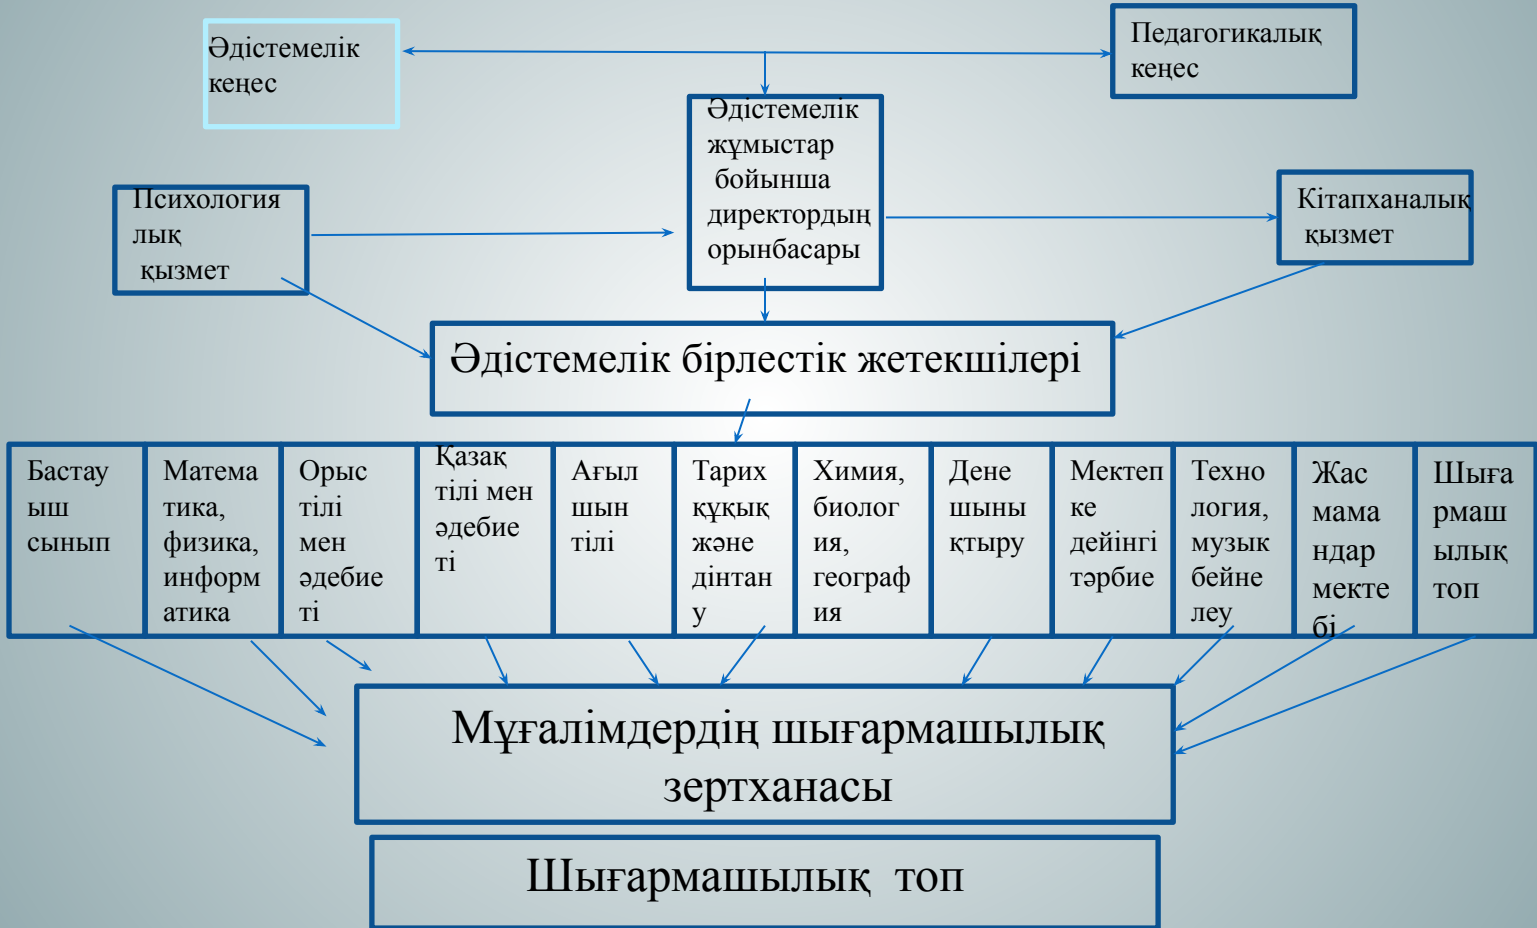 Әдістемелік
кеңес
Педагогикалық
кеңес
Әдістемелік
жұмыстар
бойынша
директордың
орынбасары
Психология
лық
қызмет
Кітапханалық
қызмет
Әдістемелік бірлестік жетекшілері
Бастау
ыш
сынып
Матема
тика,
физика,
информ
атика
Орыс
тілі
мен
әдебие
ті
Қазақ
тілі мен
әдебие
ті
Ағыл
шын
тілі
Тарих
құқық
және
дінтан
у
Химия,
биолог
ия,
географ
ия
Дене
шыны
қтыру
Мектеп
ке
дейінгі
тәрбие
Техно
логия,
музык
бейне
леу
Жас
мама
ндар
мекте
бі
Шыға
рмаш
ылық
топ
Мұғалімдердің шығармашылық
зертханасы
Шығармашылық топ